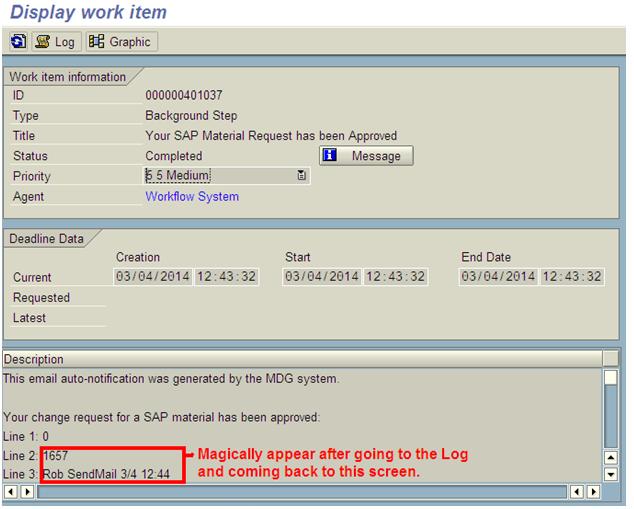 Display work item
Log Graphic
Work item information
ID 000000401037
Type Background Step
Title Your SAP Material Request has been Approved
Status Completed Message
Priority 5 5 Medium
Agent Workflow System
Deadline Data
Creation Start End Date
Current 03/04/2014 12:43:32 03/04/2014 12:43:32 03/04/2014 12:43:32
Requested
Latest
Description
This email auto-notification was generated by the MDG system.
Your change request for a SAP material has been approved:
Line 1: 0
Line 2: 1657 Magically appear after going to the Log
Line 3: Rob SendMail 3/4 12:44 and coming back to this screen.